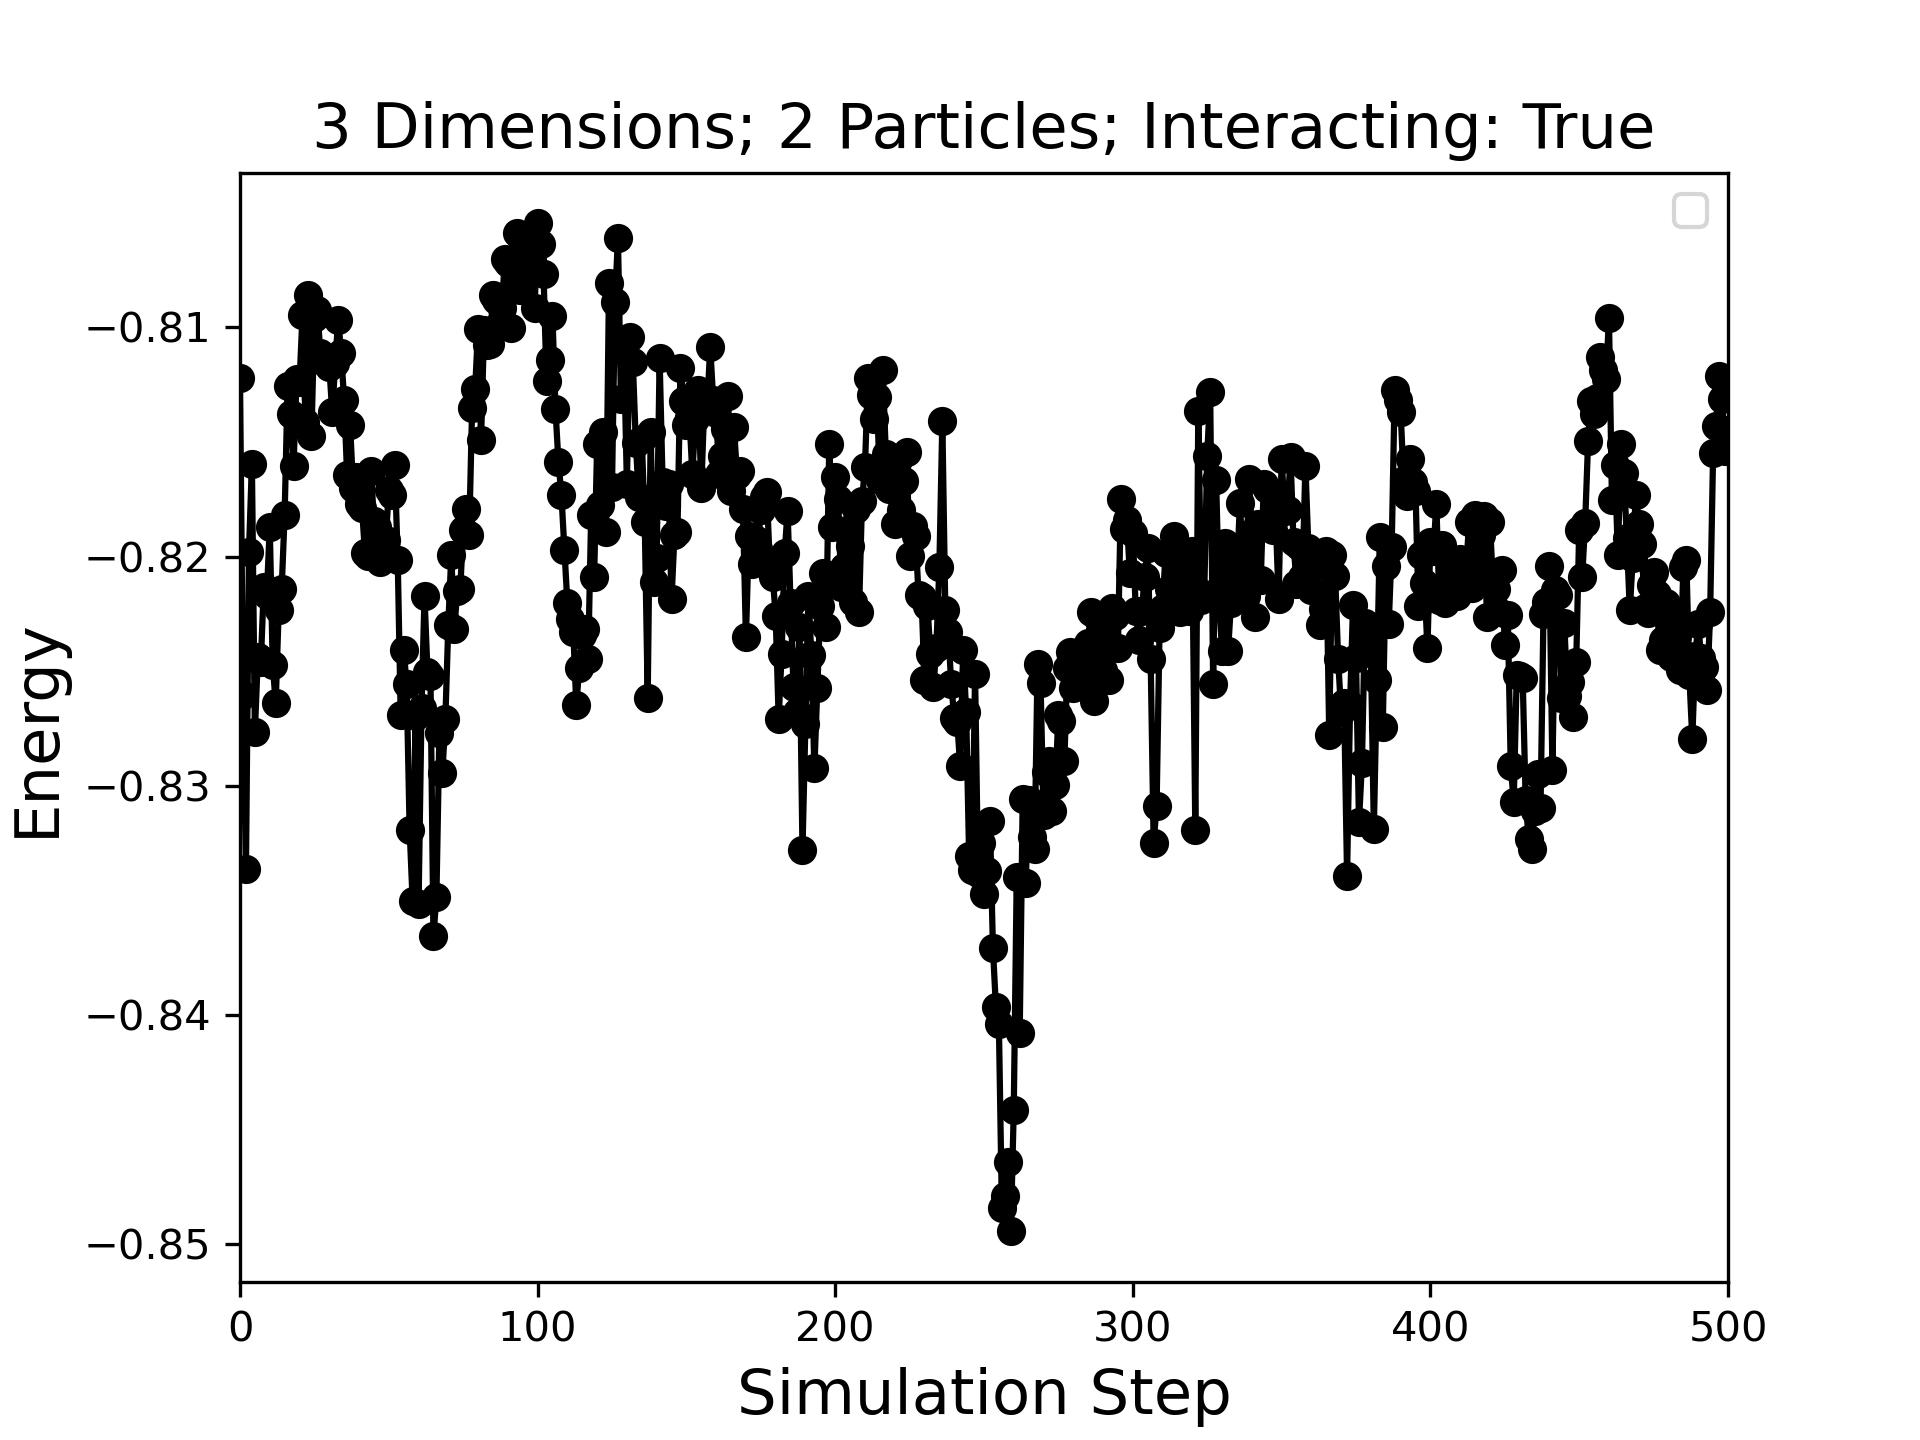 3 Dimensions; 2 Particles; Interacting: True
Energy
−0.81
−0.82
−0.83
−0.84
−0.85
0 100 200 300 400 500
Simulation Step